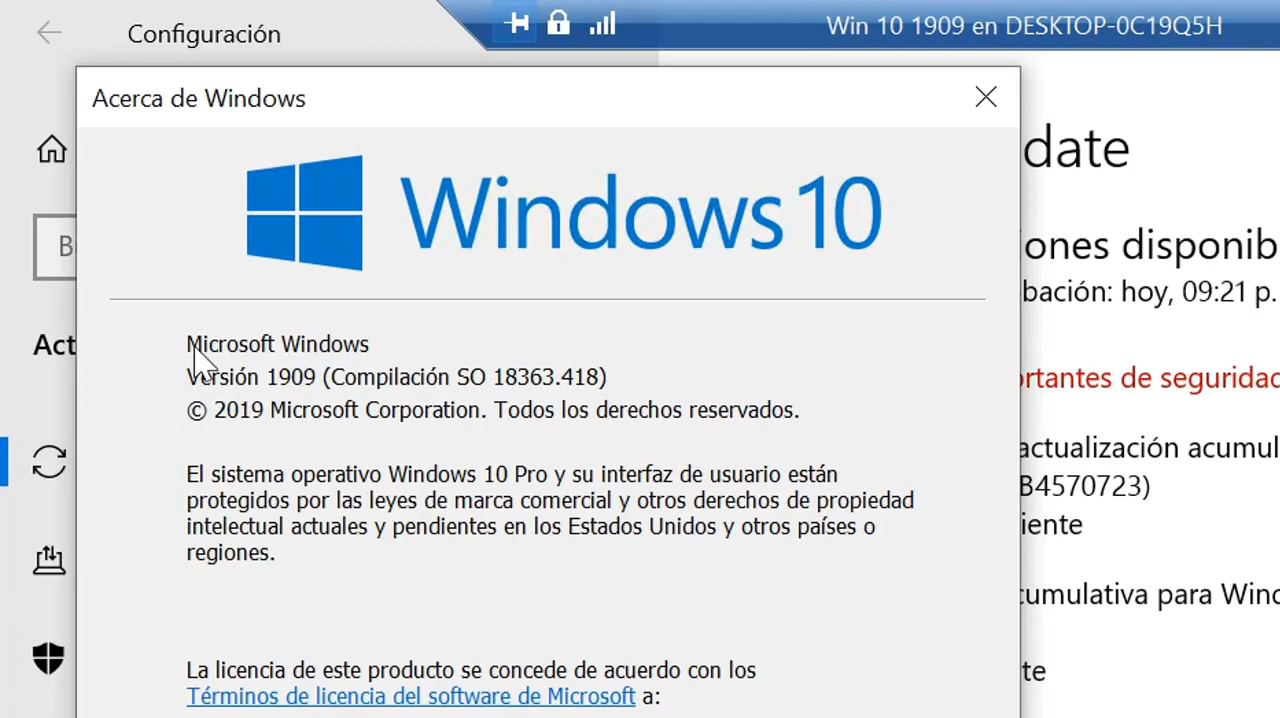 Configuración
Win 10 1909 en DESKTOP-0C19Q5H
Acerca de Windows
Windows 10
Microsoft Windows
Versión 1909 (Compilación SO 18363.418)
© 2019 Microsoft Corporation. Todos los derechos reservados.
El sistema operativo Windows 10 Pro y su interfaz de usuario están
protegidos por las leyes de marca comercial y otros derechos de propiedad
intelectual actuales y pendientes en los Estados Unidos y otros países o
regiones.
La licencia de este producto se concede de acuerdo con los
Términos de licencia del software de Microsoft a:
B
Act
date
iones disponib
bación: hoy, 09:21 p.
ortantes de seguridad
actualización acumul
B4570723)
iente
cumulativa para Wind
te